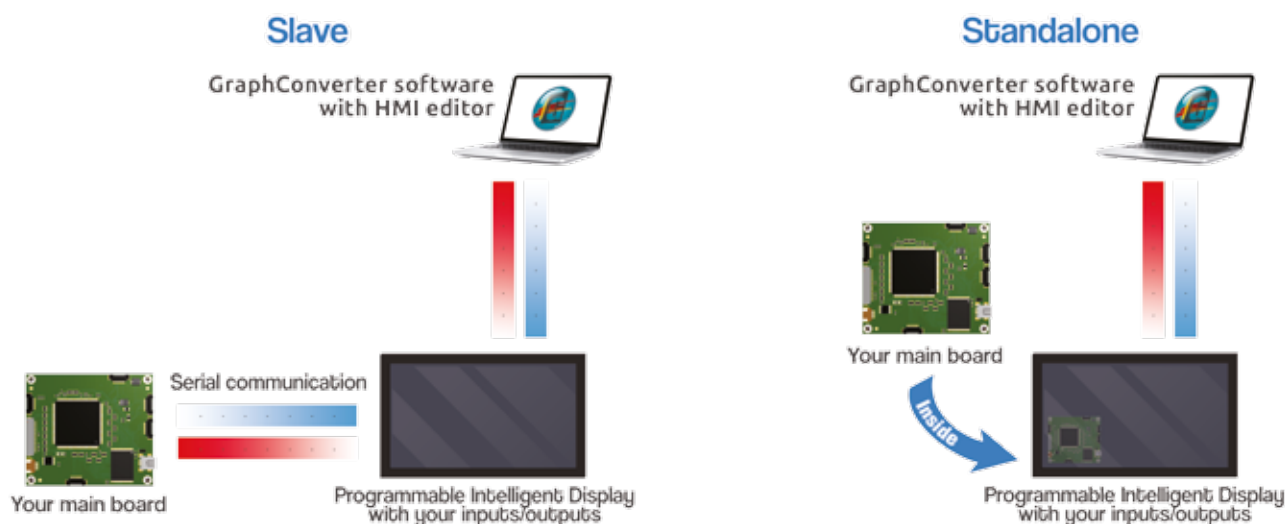 Slave
GraphConverter software
with HMI editor
Serial communication
Your main board
Programmable Intelligent Display
with your inputs/outputs
Standalone
GraphConverter software
with HMI editor
Your main board
Inside
Programmable Intelligent Display
with your inputs/outputs